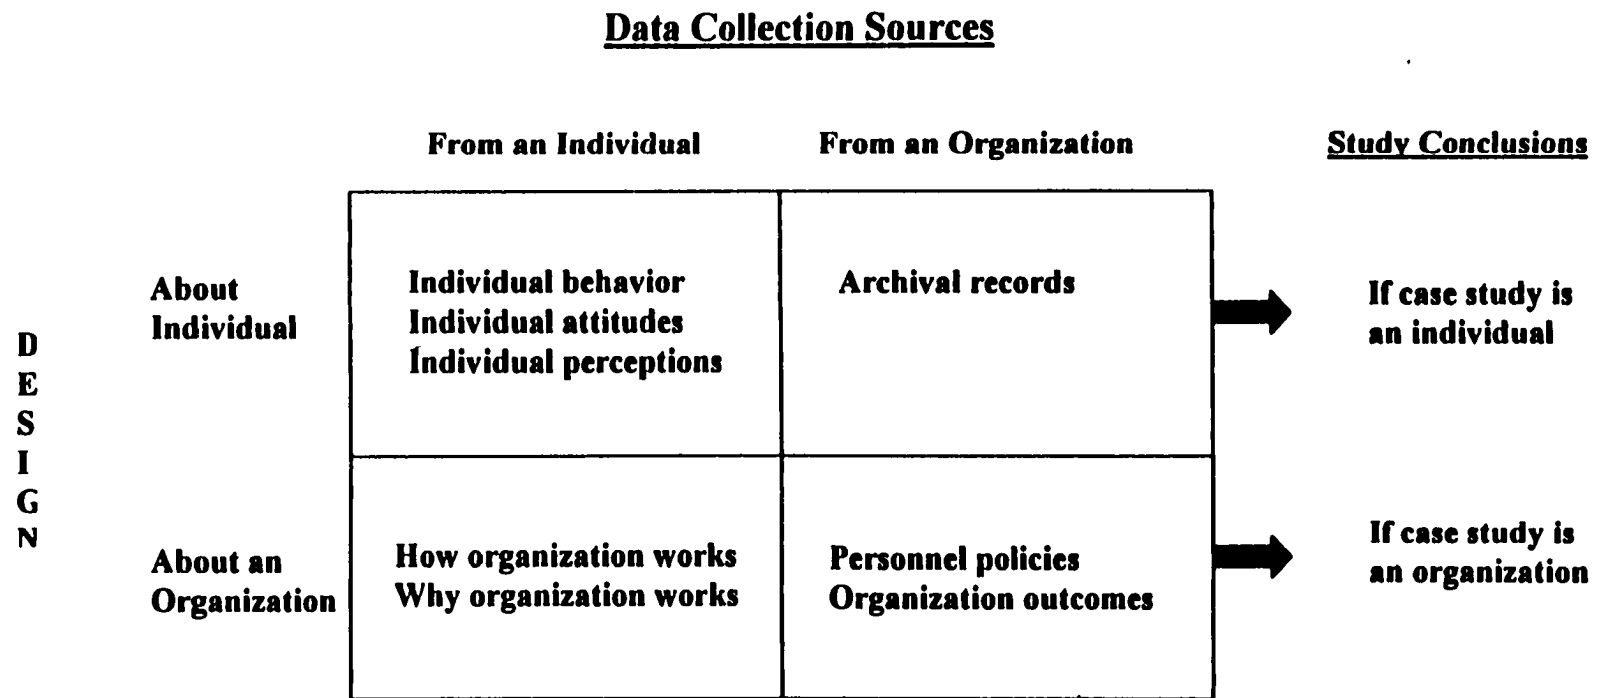 Data Collection Sources
From an Individual
From an Organization
Study Conclusions
DESIGN
About
Individual
Individual behavior
Individual attitudes
Individual perceptions
Archival records
If case study is
an individual
About an
Organization
How organization works
Why organization works
Personnel policies
Organization outcomes
If case study is
an organization